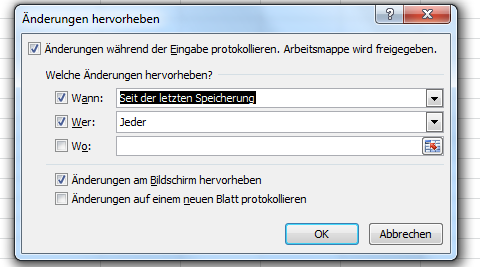 Änderungen hervorheben
Änderungen während der Eingabe protokollieren. Arbeitsmappe wird freigegeben.
Welche Änderungen hervorheben?
Wann: Seit der letzten Speicherung
Wer: Jeder
Wo:
Änderungen am Bildschirm hervorheben
Änderungen auf einem neuen Blatt protokollieren
OK Abbrechen